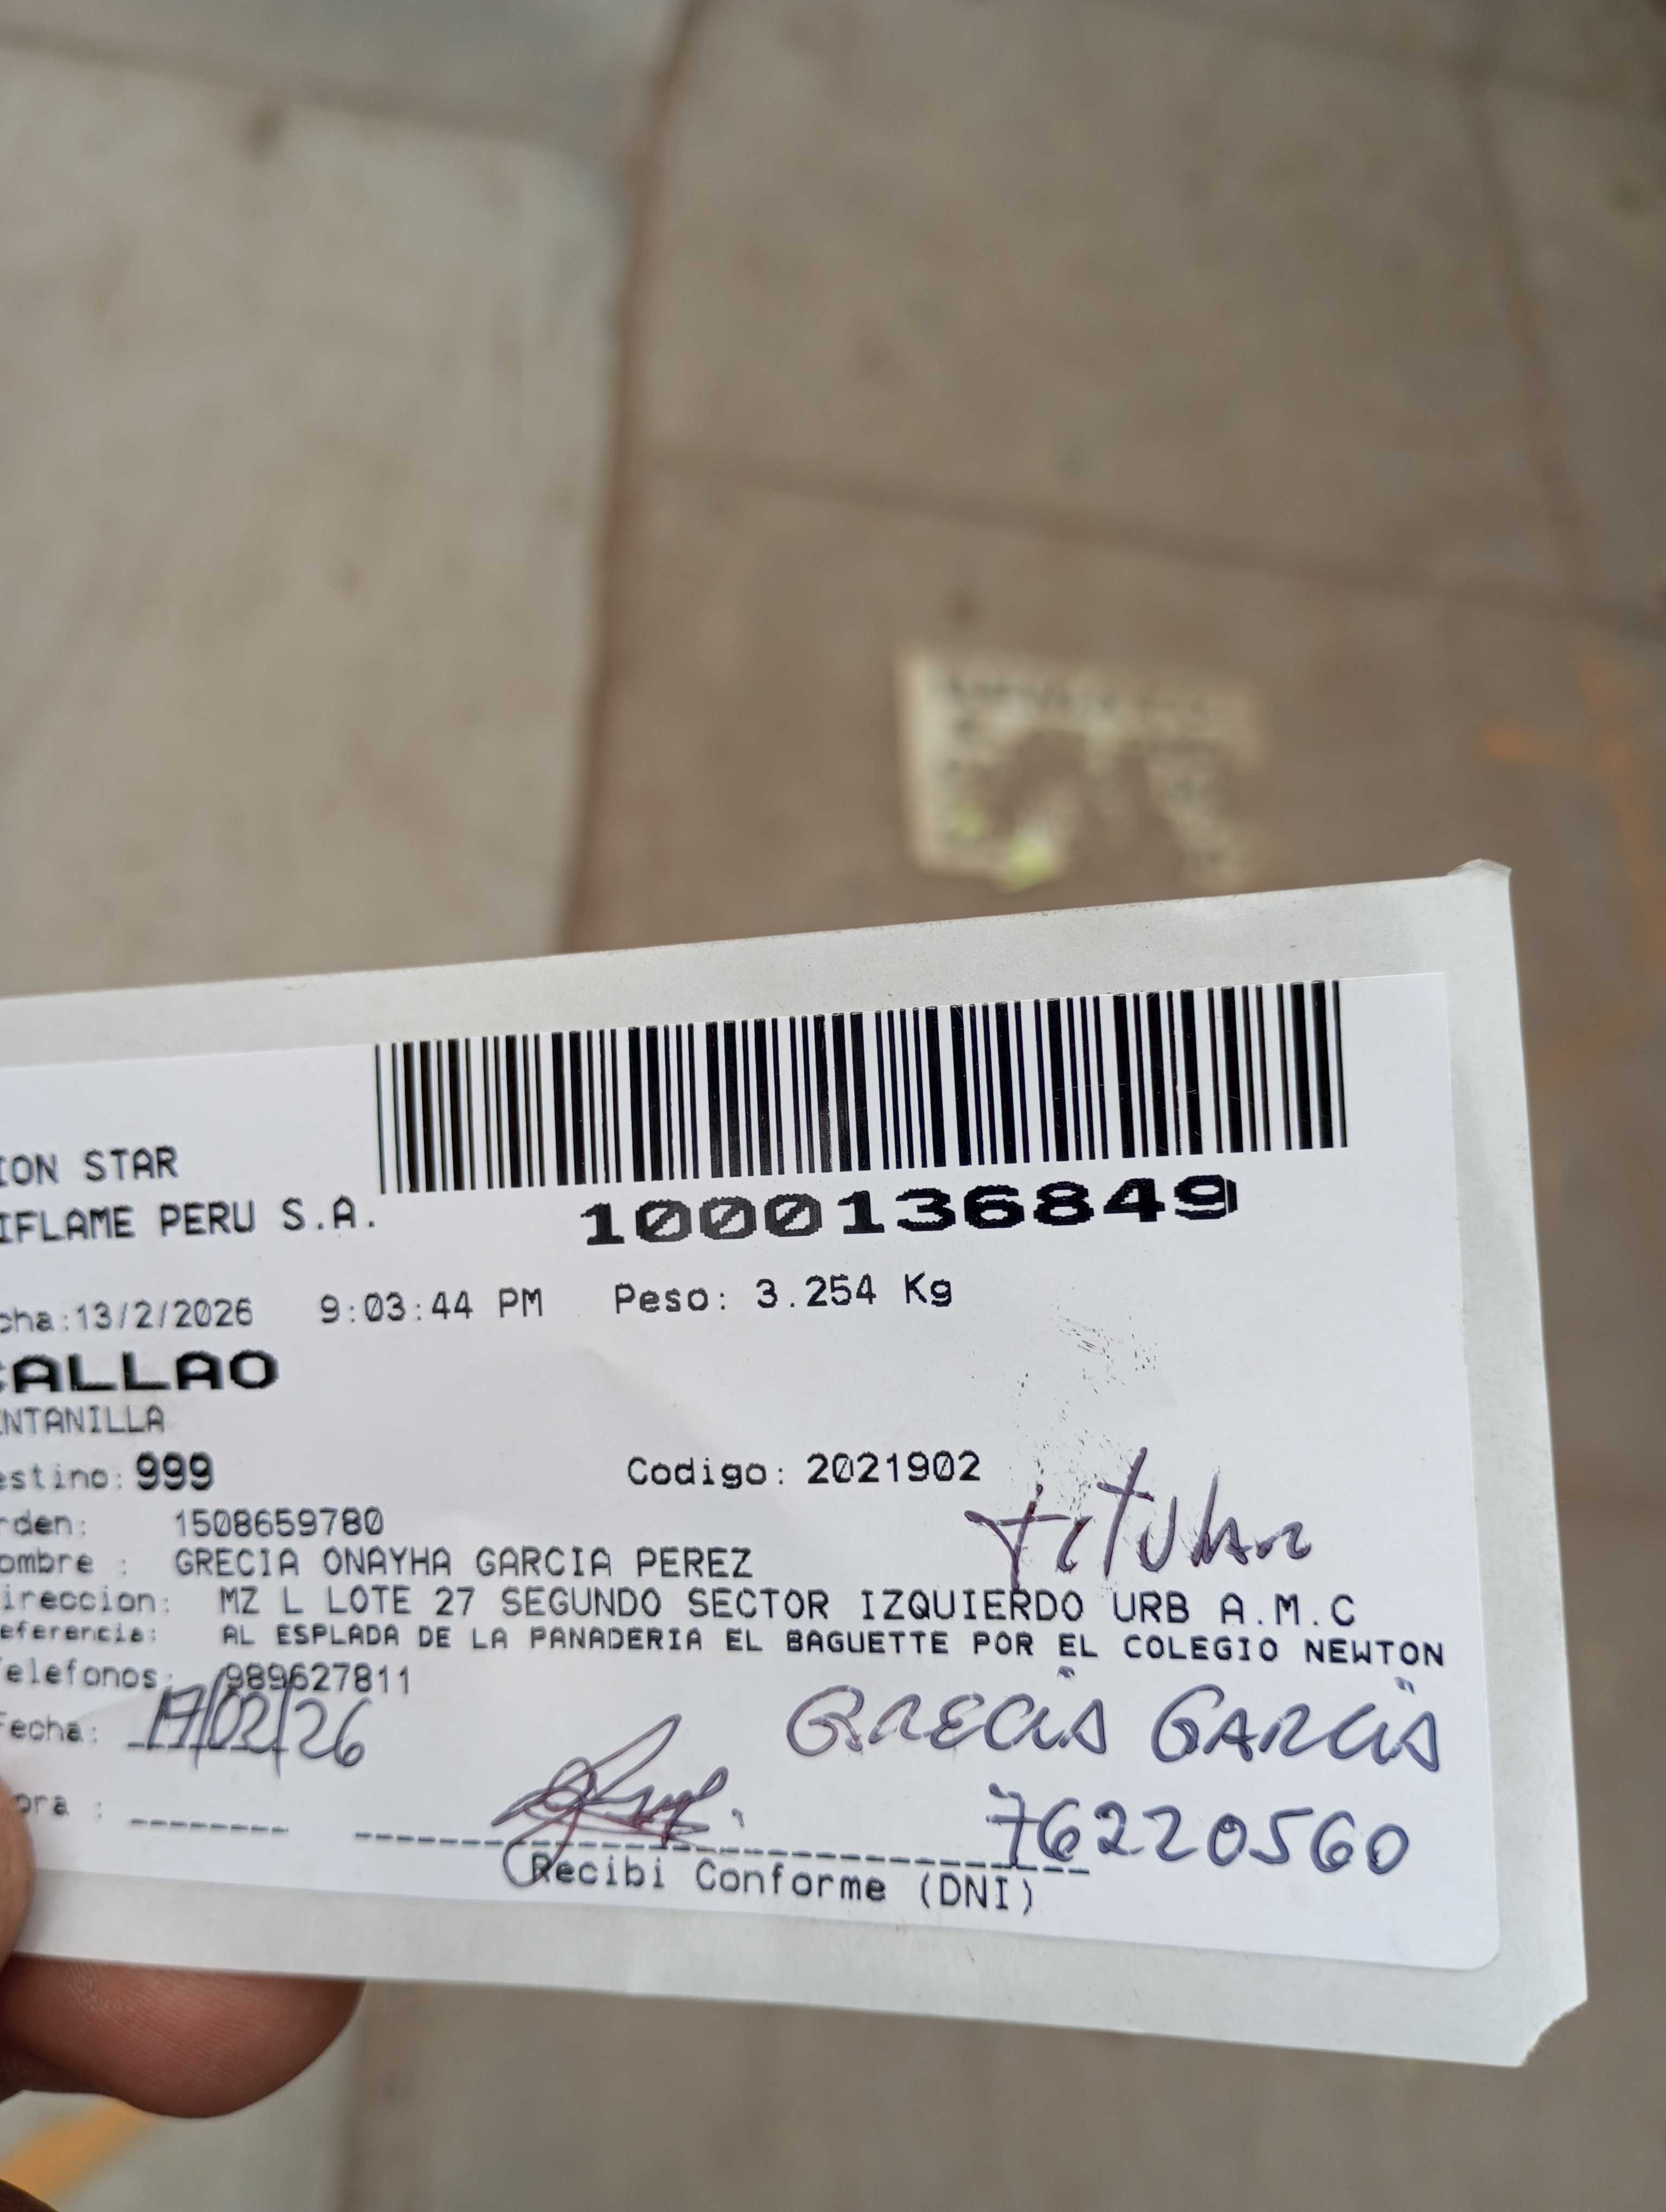 ION STAR
IFLAME PERU S.A.
1000136849
cha:13/2/2026 9:03:44 PM Peso: 3.254 Kg
CALLAO
NTANILLA
estino: 999 Codigo: 2021902
titular
rden: 1508659780
ombre : GRECIA ONAYHA GARCIA PEREZ
ireccion: MZ L LOTE 27 SEGUNDO SECTOR IZQUIERDO URB A.M.C
eferencia: AL ESPLADA DE LA PANADERIA EL BAGUETTE POR EL COLEGIO NEWTON
Telefonos: 989627811
Fecha: 17/02/26 GRECIA GARCIA
ora : 76220560
Recibi Conforme (DNI)